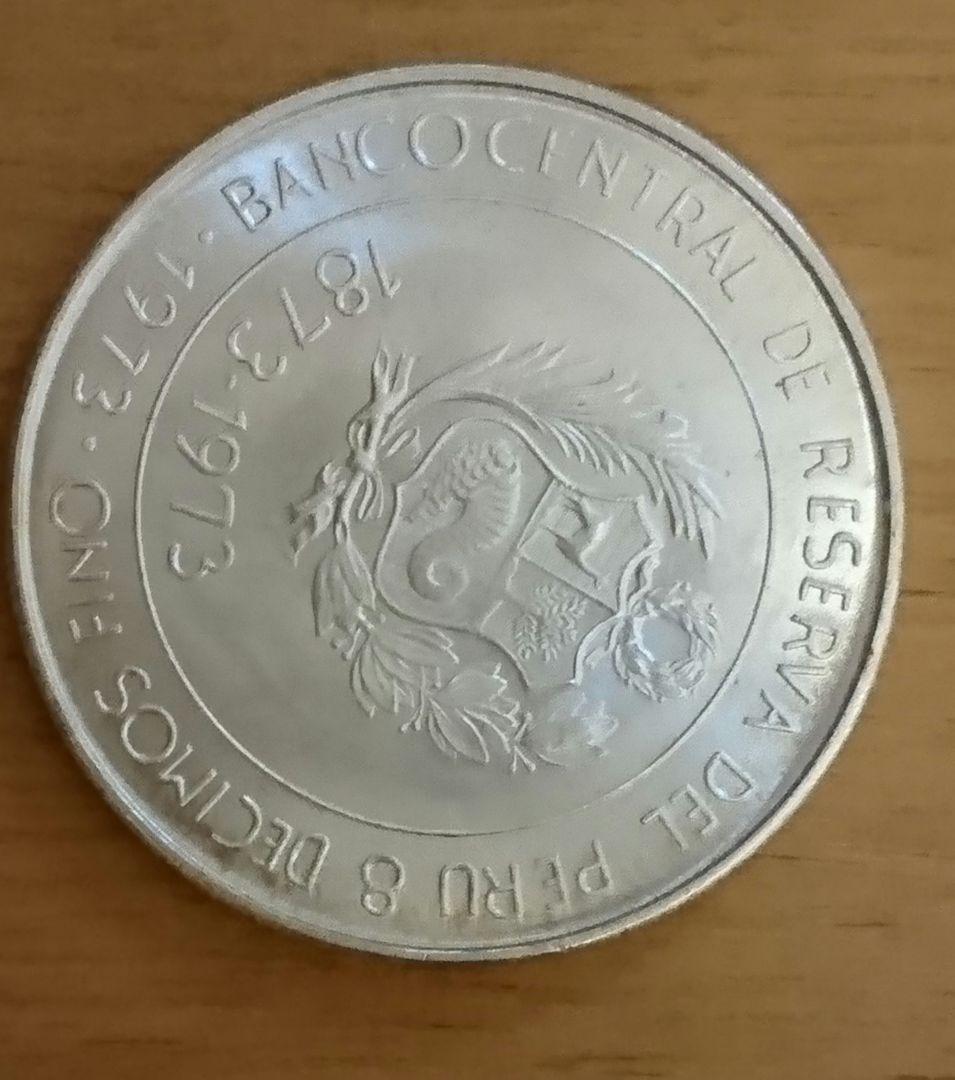 BANCO CENTRAL DE RESERVA DEL PERU 8 DECIMOS FINO · 1973 ·
1873·1973